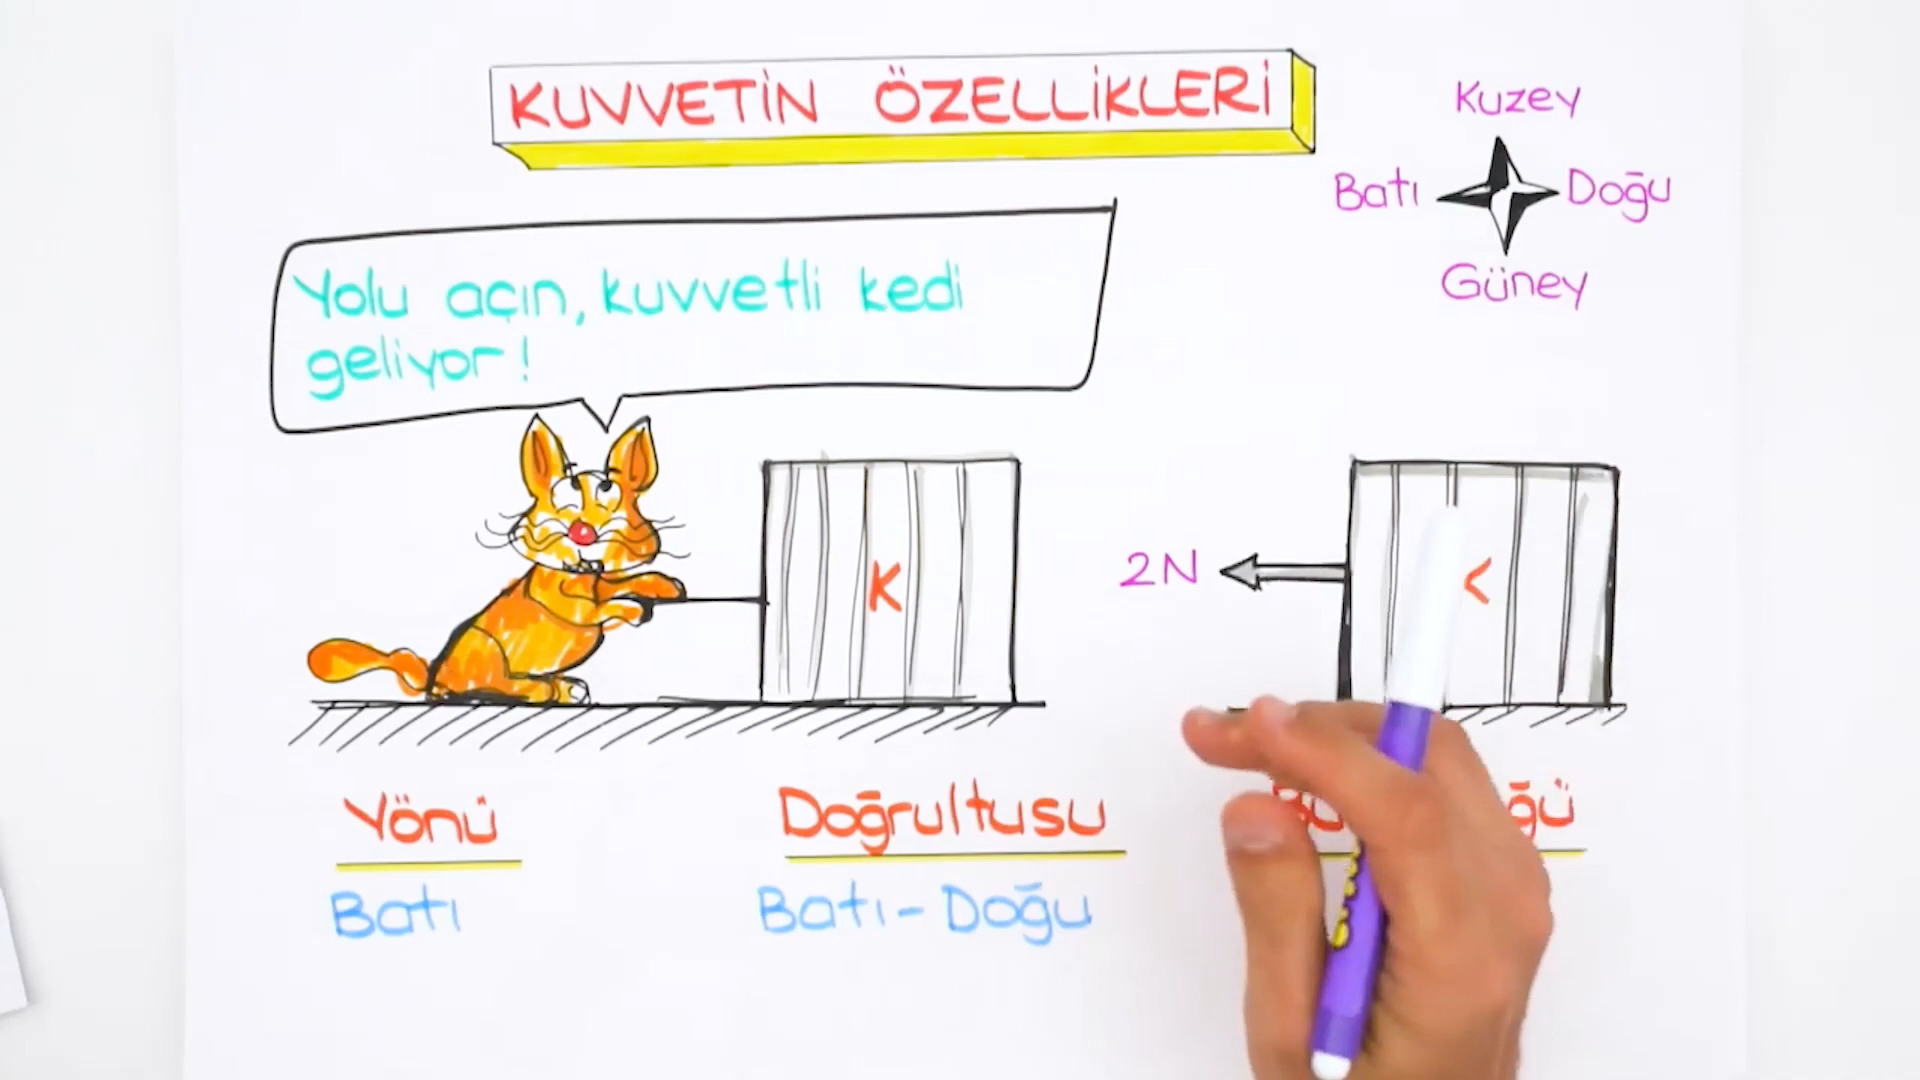 KUVVETİN ÖZELLİKLERİ
Kuzey
Batı
Doğu
Güney
Yolu açın, kuvvetli kedi
geliyor!
K
2N
Yönü
Doğrultusu
Batı
Batı-Doğu